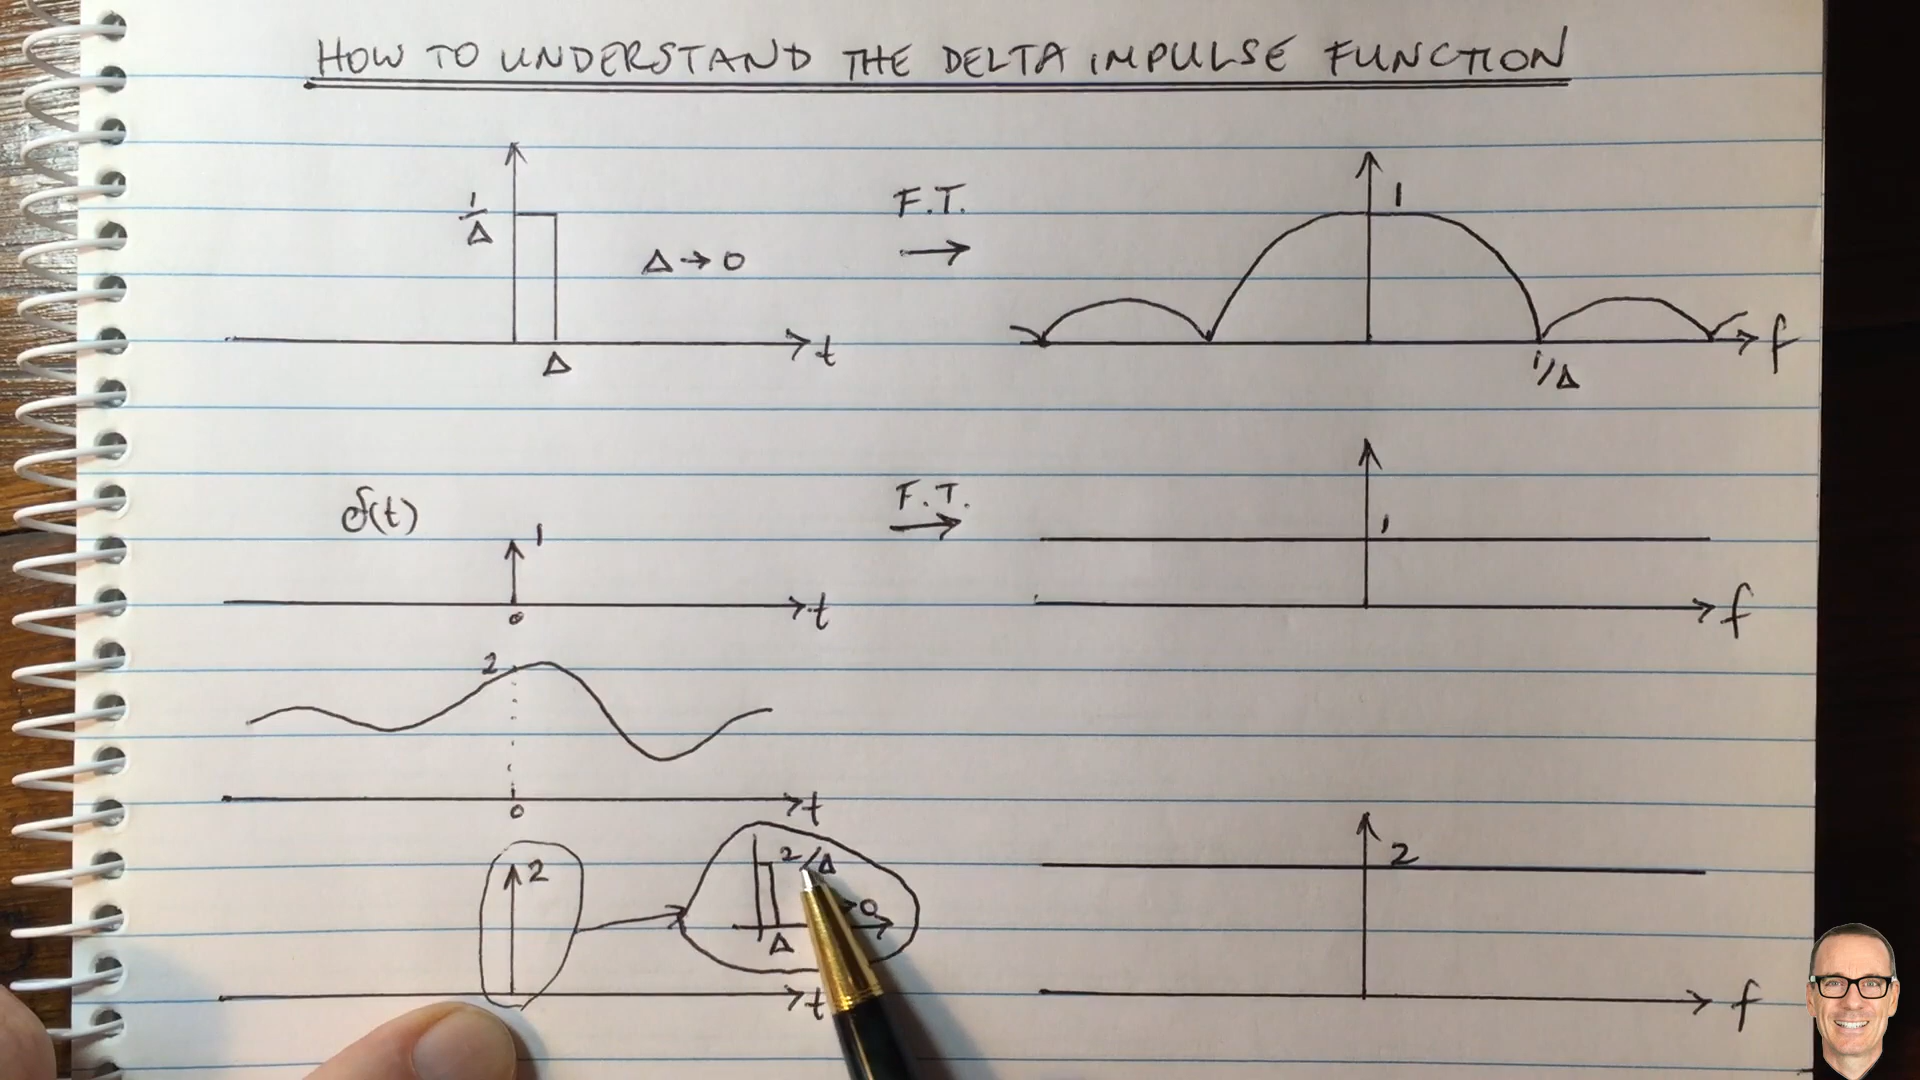 HOW TO UNDERSTAND THE DELTA IMPULSE FUNCTION
1/Δ
Δ→0
Δ
t
F.T.
→
1
1/Δ
f
δ(t)
1
0
t
F.T.
→
1
f
2
0
t
2
2/Δ
→0
Δ
t
2
f